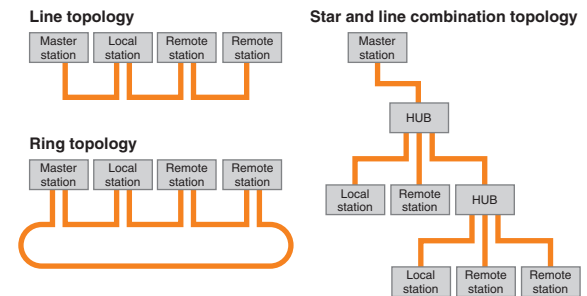 Line topology
Master
station
Local
station
Remote
station
Remote
station
Ring topology
Master
station
Local
station
Remote
station
Remote
station
Star and line combination topology
Master
station
HUB
Local
station
Remote
station
HUB
Local
station
Remote
station
Remote
station